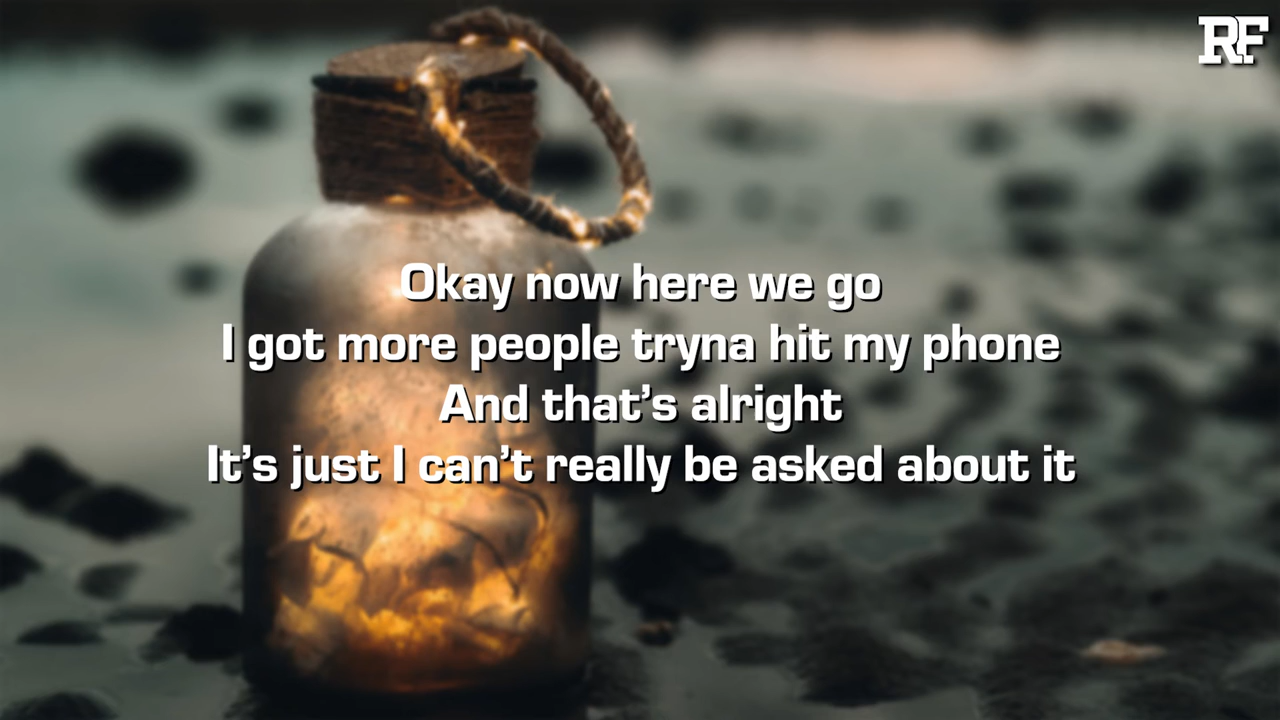 RF
Okay now here we go
I got more people tryna hit my phone
And that’s alright
It’s just I can’t really be asked about it